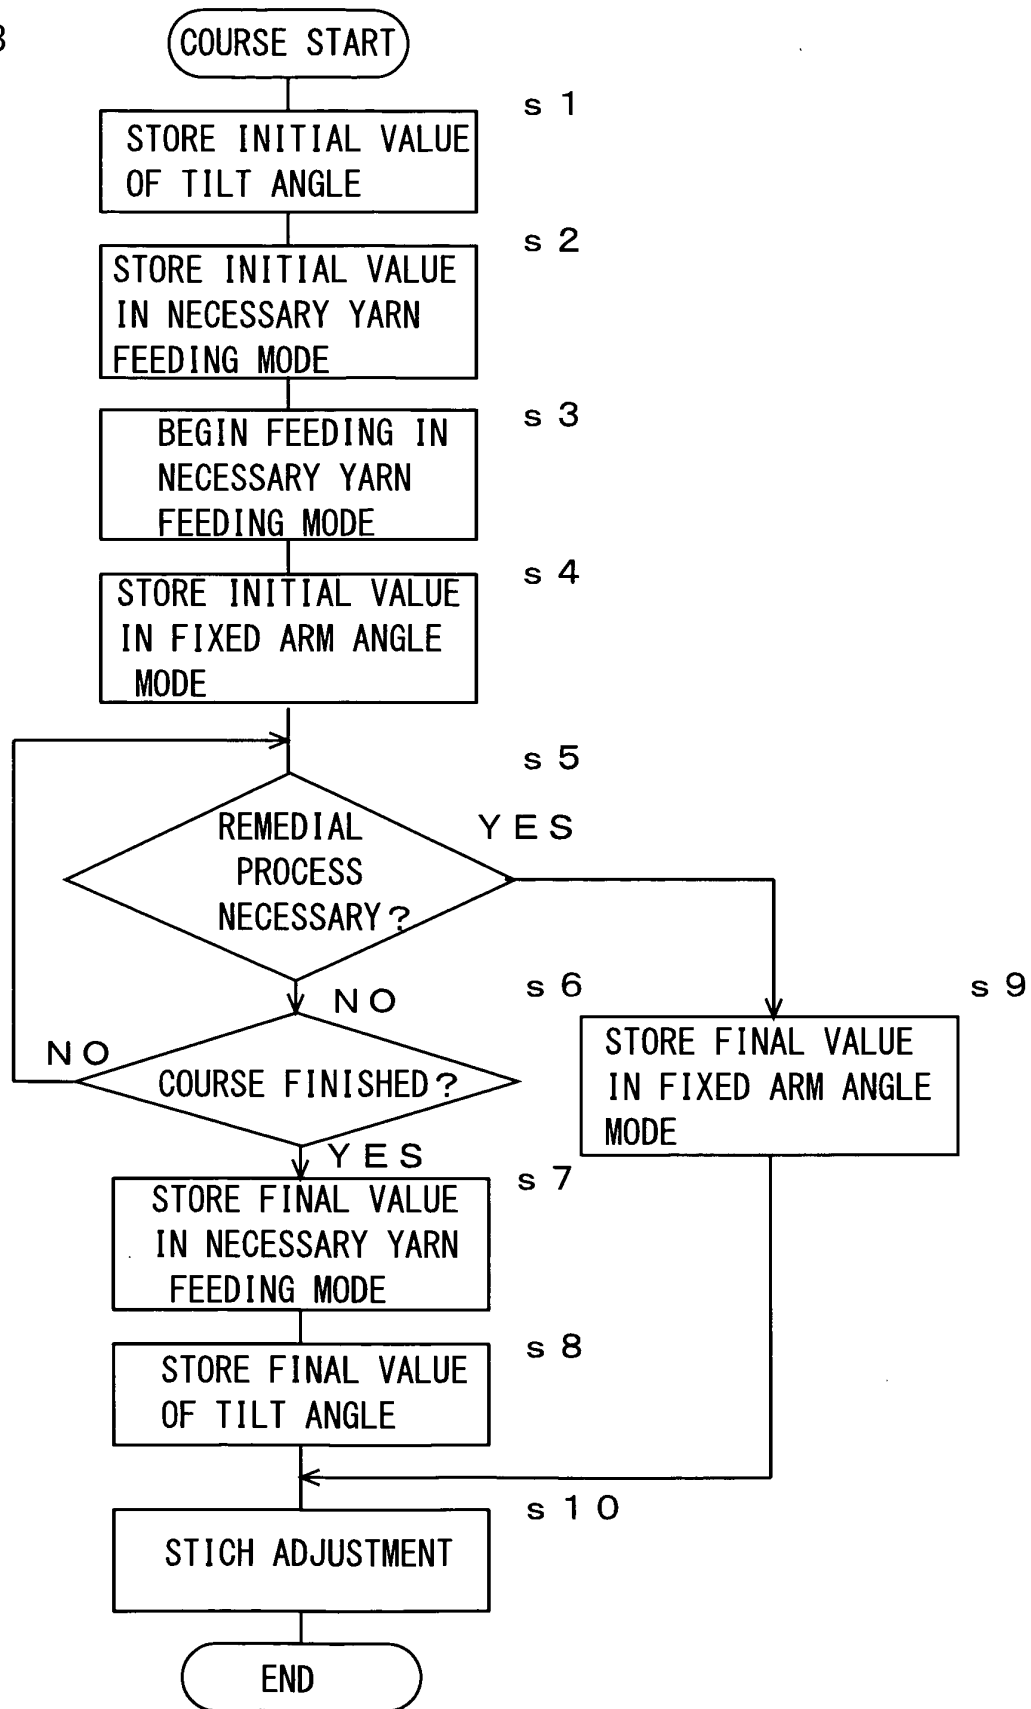 3
COURSE START
s 1
STORE INITIAL VALUE
OF TILT ANGLE
s 2
STORE INITIAL VALUE
IN NECESSARY YARN
FEEDING MODE
s 3
BEGIN FEEDING IN
NECESSARY YARN
FEEDING MODE
s 4
STORE INITIAL VALUE
IN FIXED ARM ANGLE
MODE
s 5
REMEDIAL
PROCESS
NECESSARY?
YES
NO
s 6
COURSE FINISHED?
NO
YES
s 9
STORE FINAL VALUE
IN FIXED ARM ANGLE
MODE
s 7
STORE FINAL VALUE
IN NECESSARY YARN
FEEDING MODE
s 8
STORE FINAL VALUE
OF TILT ANGLE
s 10
STICH ADJUSTMENT
END